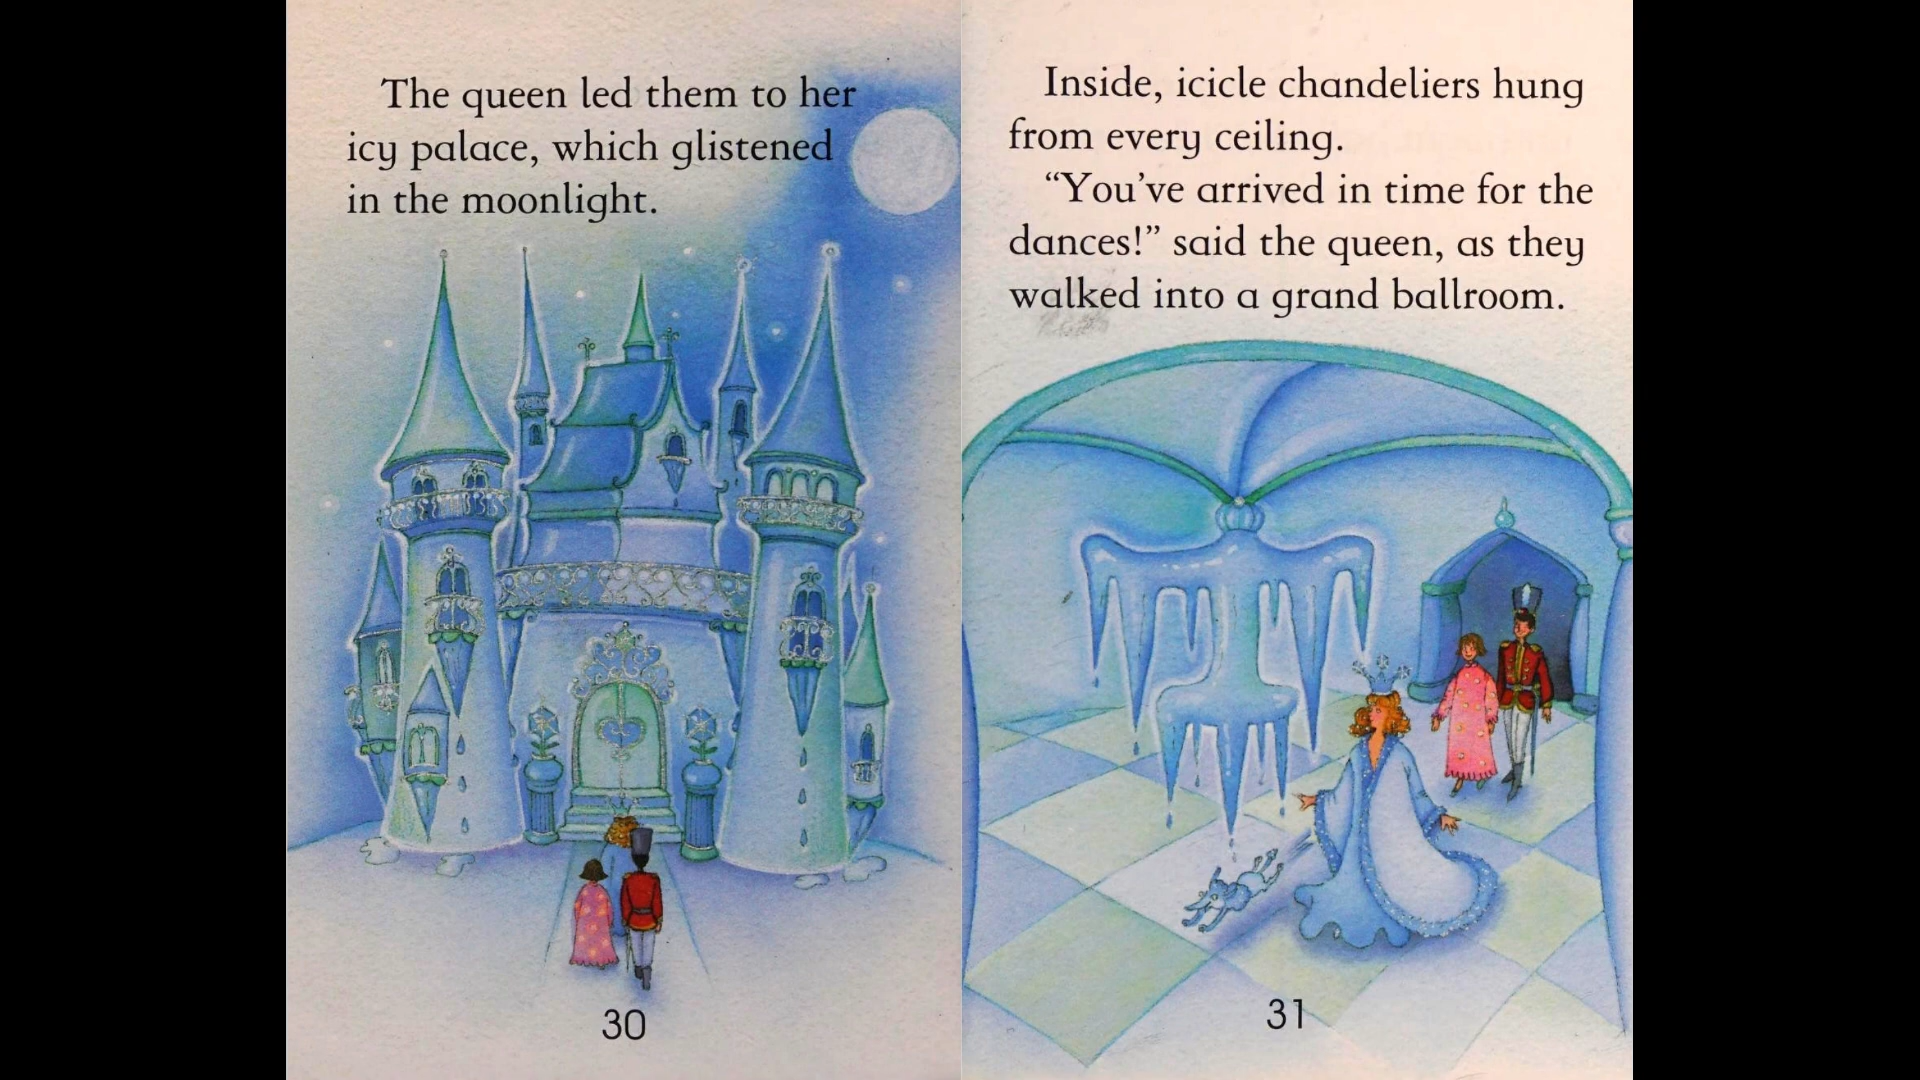 The queen led them to her
icy palace, which glistened
in the moonlight.
30
Inside, icicle chandeliers hung
from every ceiling.
“You’ve arrived in time for the
dances!” said the queen, as they
walked into a grand ballroom.
31